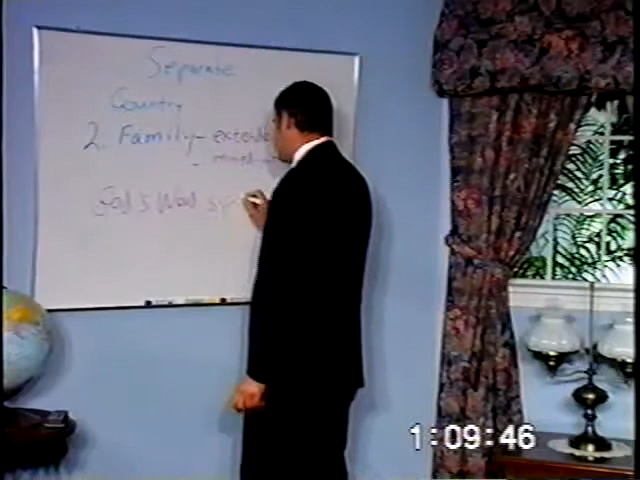 Separate
Country
2. Family- extende
God's Word
1:09:46